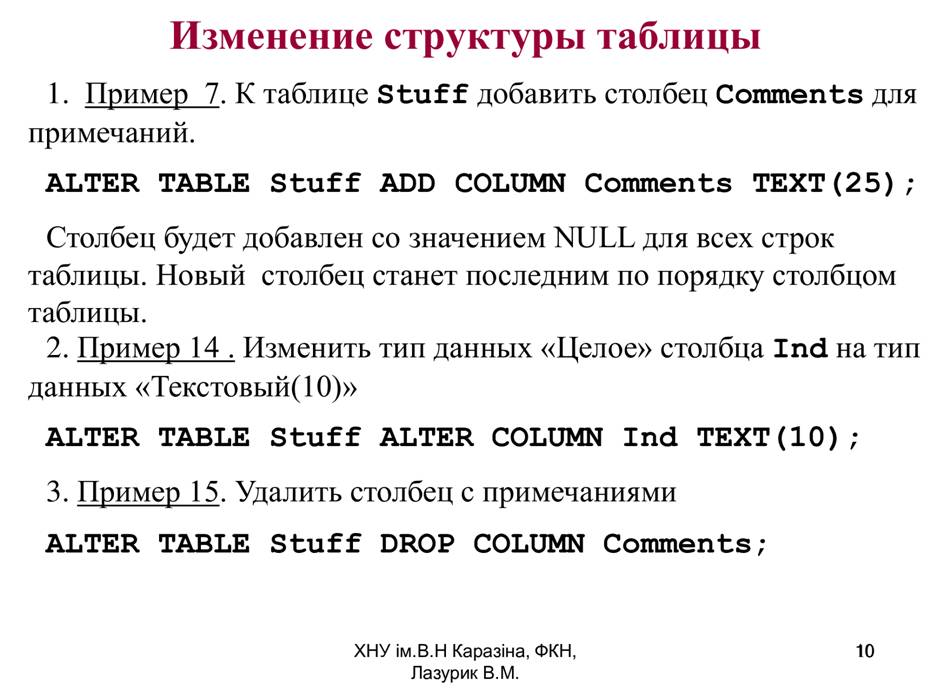 Изменение структуры таблицы
1. Пример 7. К таблице Stuff добавить столбец Comments для
примечаний.
ALTER TABLE Stuff ADD COLUMN Comments TEXT(25);
Столбец будет добавлен со значением NULL для всех строк
таблицы. Новый столбец станет последним по порядку столбцом
таблицы.
2. Пример 14 . Изменить тип данных «Целое» столбца Ind на тип
данных «Текстовый(10)»
ALTER TABLE Stuff ALTER COLUMN Ind TEXT(10);
3. Пример 15. Удалить столбец с примечаниями
ALTER TABLE Stuff DROP COLUMN Comments;
ХНУ ім.В.Н Каразіна, ФКН,
Лазурик В.М.
10